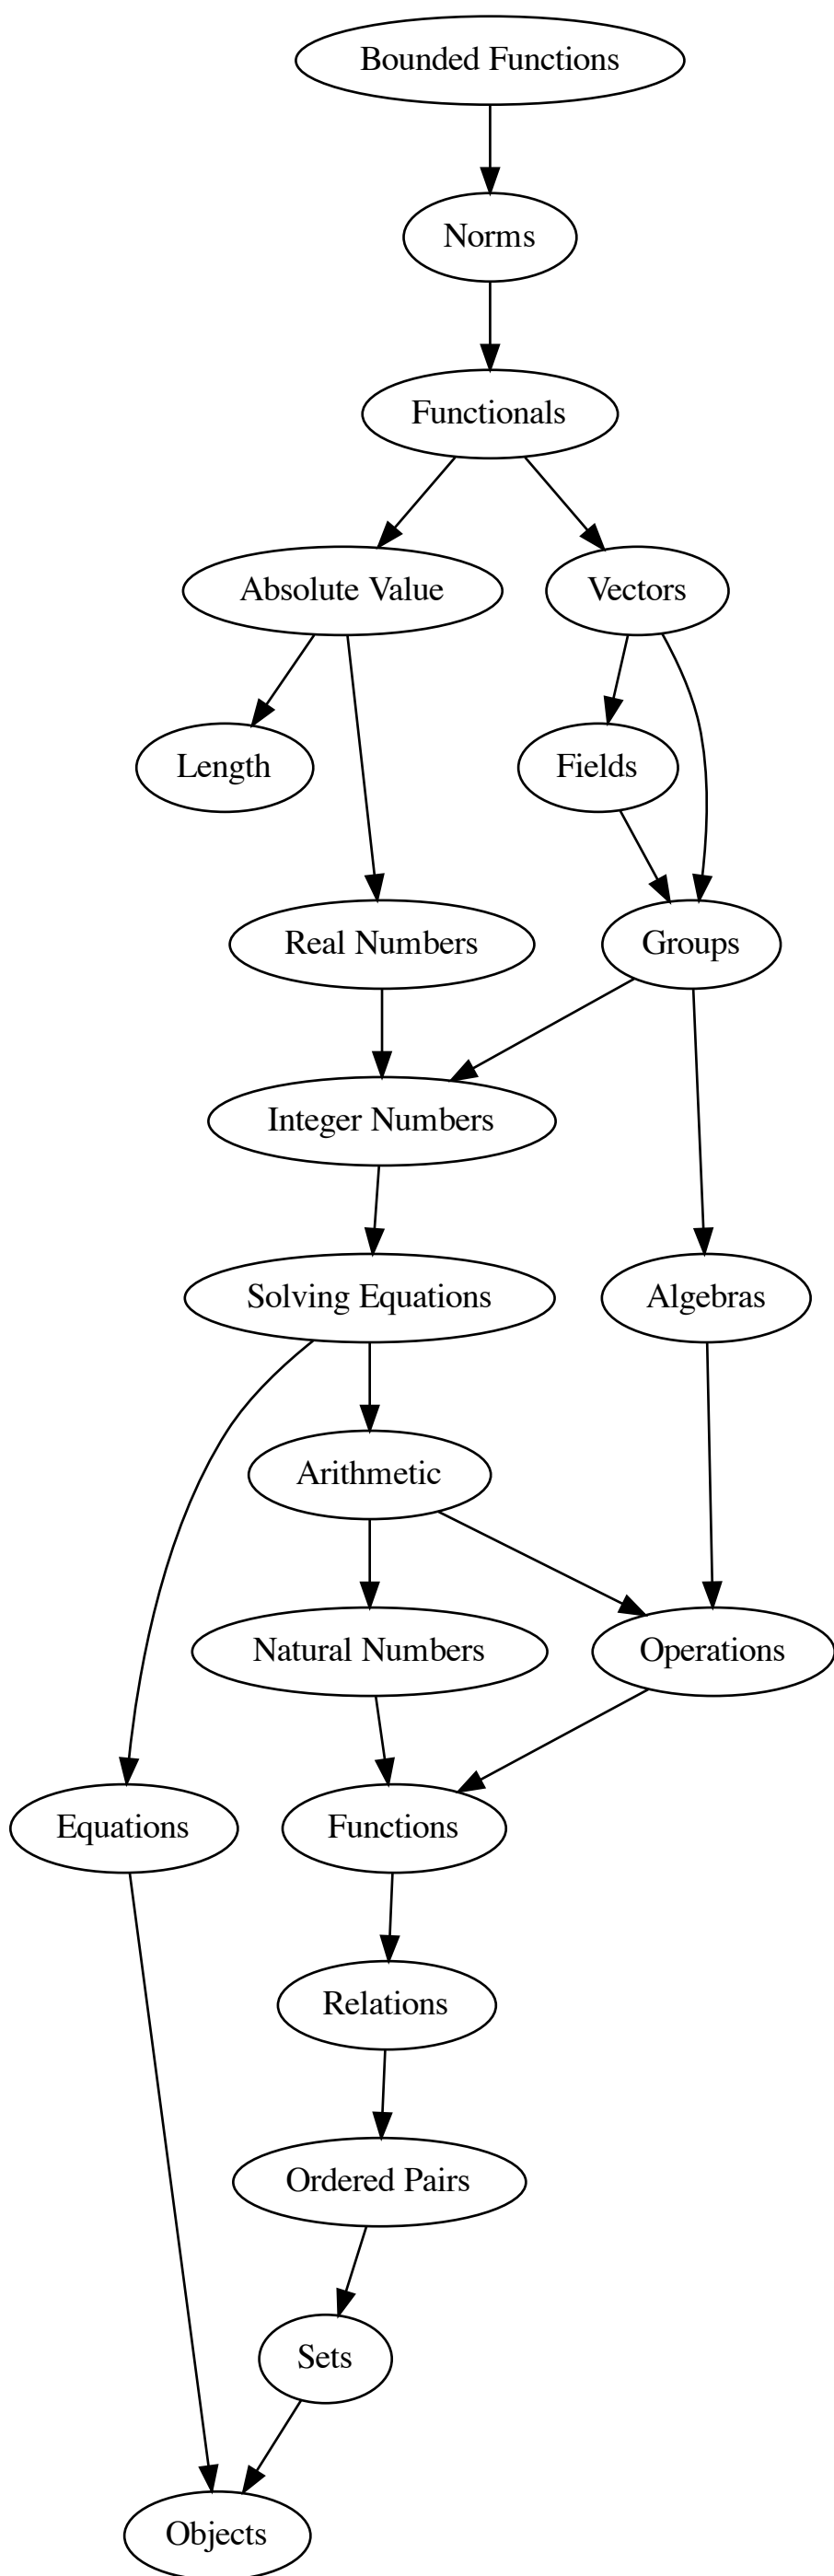 Bounded Functions
Norms
Functionals
Absolute Value
Vectors
Length
Fields
Real Numbers
Groups
Integer Numbers
Solving Equations
Algebras
Arithmetic
Natural Numbers
Operations
Equations
Functions
Relations
Ordered Pairs
Sets
Objects